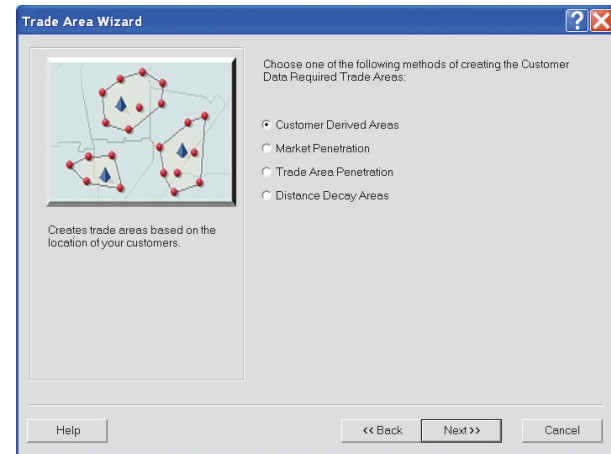 Trade Area Wizard
Choose one of the following methods of creating the Customer
Data Required Trade Areas:
Customer Derived Areas
Market Penetration
Trade Area Penetration
Distance Decay Areas
Creates trade areas based on the
location of your customers.
Help
<< Back
Next >>
Cancel